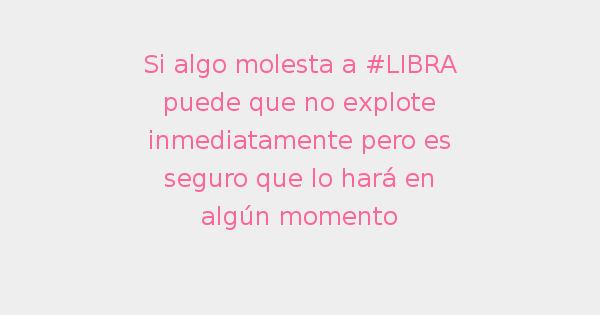 Si algo molesta a #LIBRA
puede que no explote
inmediatamente pero es
seguro que lo hará en
algún momento